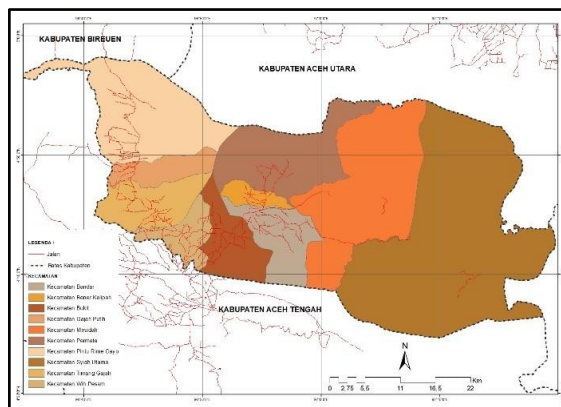 KABUPATEN BIREUEN
KABUPATEN ACEH UTARA
LEGENDA :
Jalan
Batas Kabupaten
KECAMATAN
Kecamatan Bandar
Kecamatan Bener Kelipah
Kecamatan Bukit
Kecamatan Gajah Putih
Kecamatan Mesidah
Kecamatan Permata
Kecamatan Pintu Rime Gayo
Kecamatan Syiah Utama
Kecamatan Timang Gajah
Kecamatan Wih Pesam
KABUPATEN ACEH TENGAH
N
Km
0 2.75 5.5 11 16.5 22